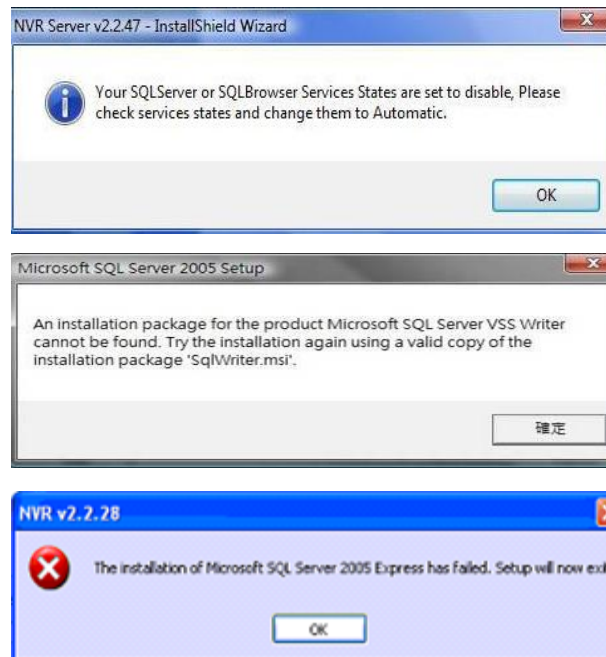 NVR Server v2.2.47 - InstallShield Wizard
Your SQLServer or SQLBrowser Services States are set to disable, Please
check services states and change them to Automatic.
OK
Microsoft SQL Server 2005 Setup
An installation package for the product Microsoft SQL Server VSS Writer
cannot be found. Try the installation again using a valid copy of the
installation package 'SqlWriter.msi'.
確定
NVR v2.2.28
The installation of Microsoft SQL Server 2005 Express has failed. Setup will now exi
OK